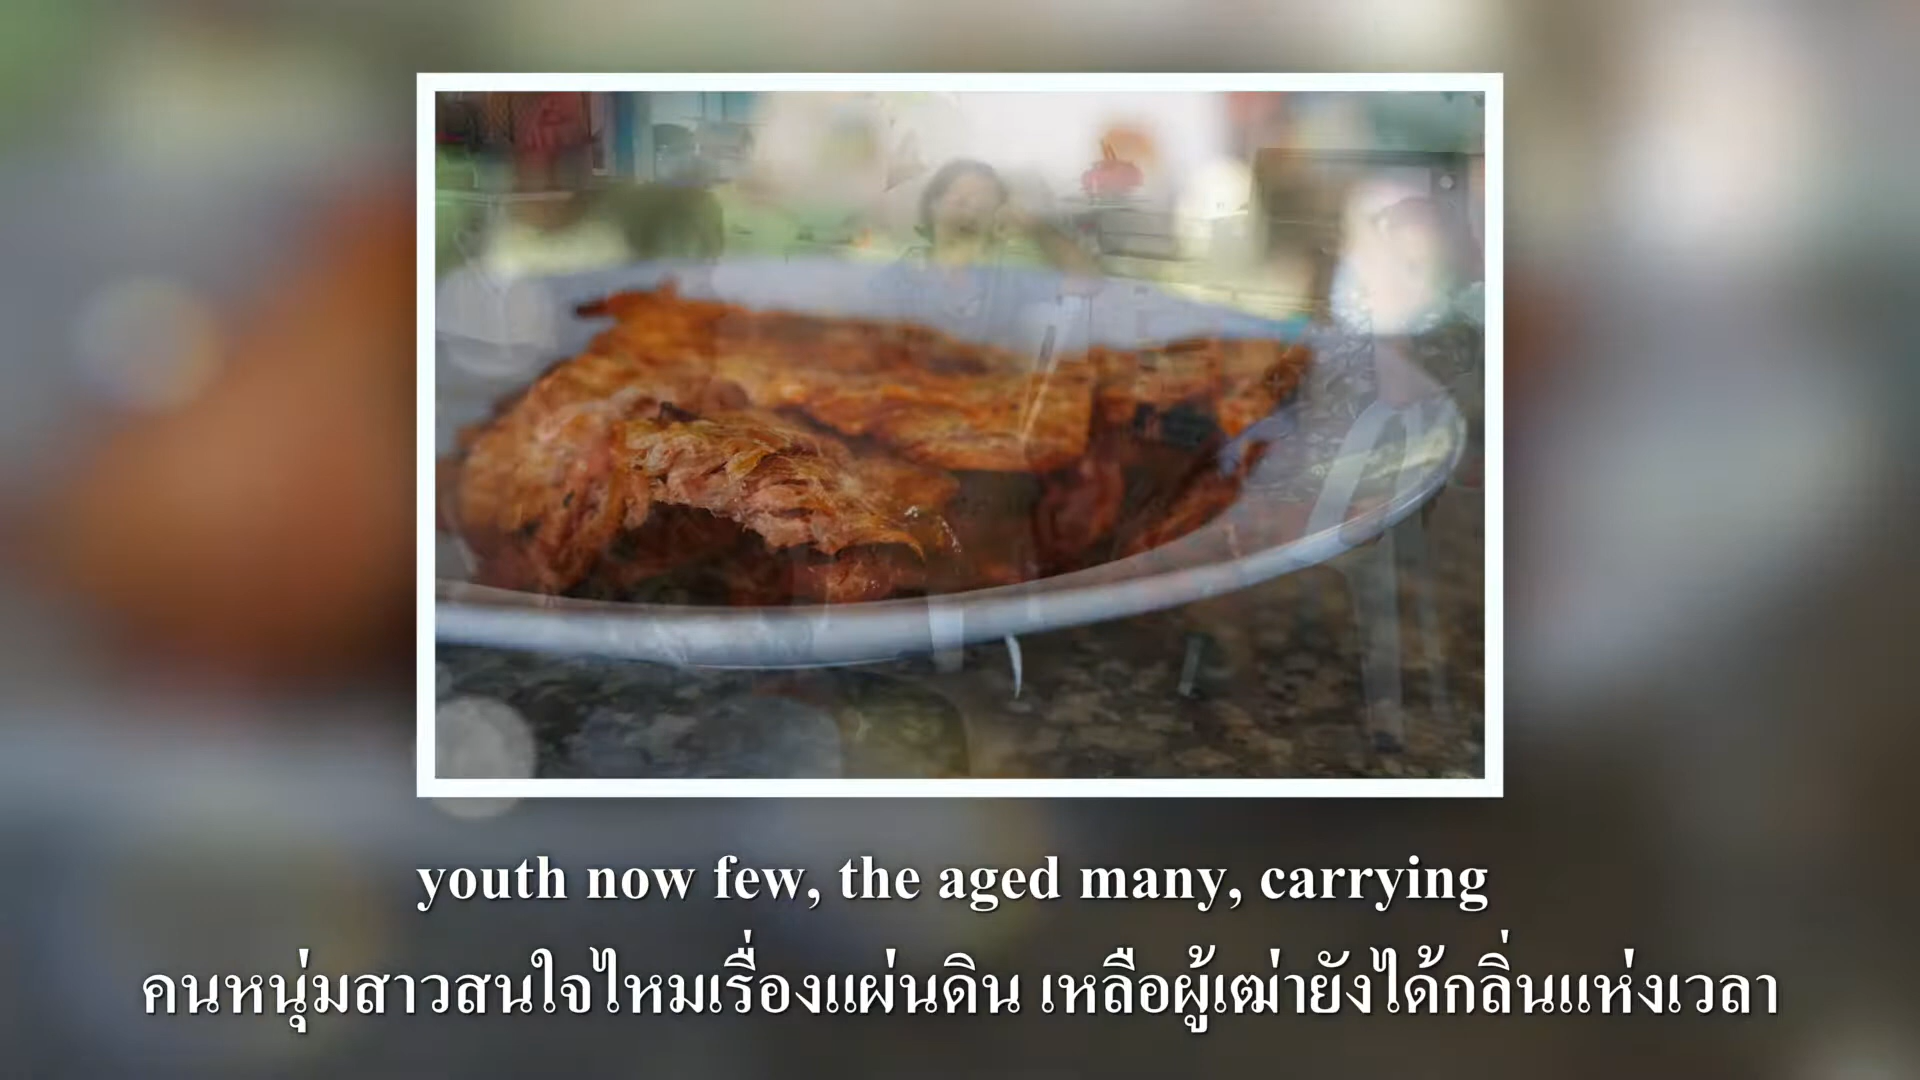 youth now few, the aged many, carrying
คนหนุ่มสาวสนใจไหมเรื่องแผ่นดิน เหลือผู้เฒ่ายังได้กลิ่นแห่งเวลา